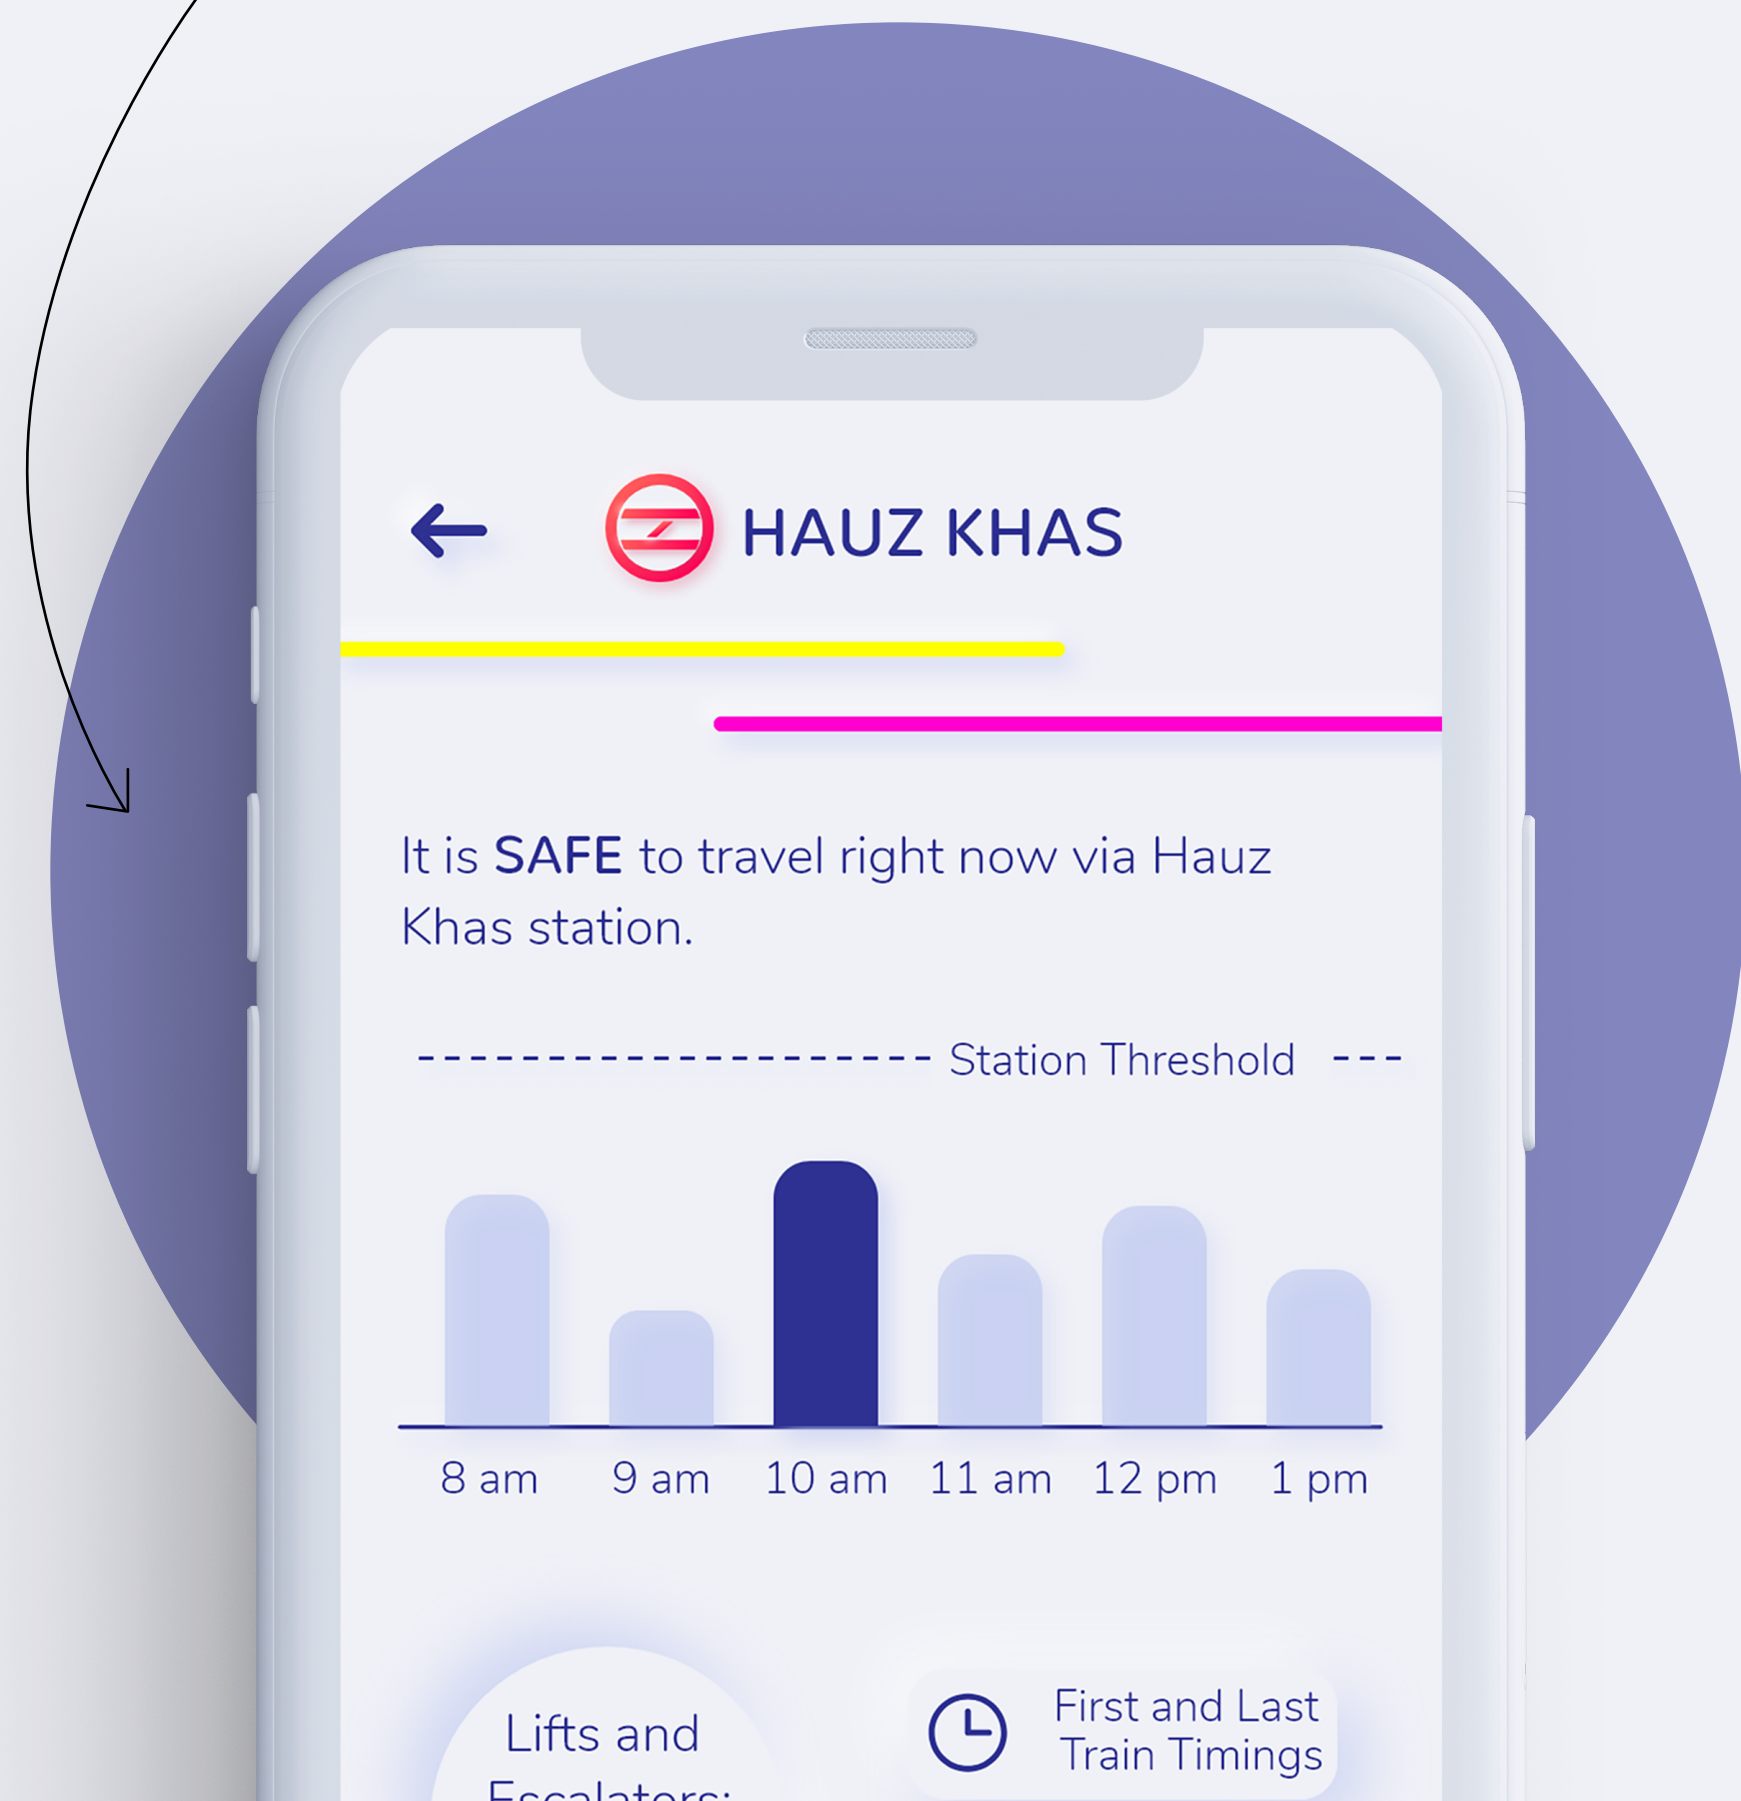 HAUZ KHAS
It is SAFE to travel right now via Hauz
Khas station.
Station Threshold
8 am 9 am 10 am 11 am 12 pm 1 pm
Lifts and
Escalators:
First and Last
Train Timings